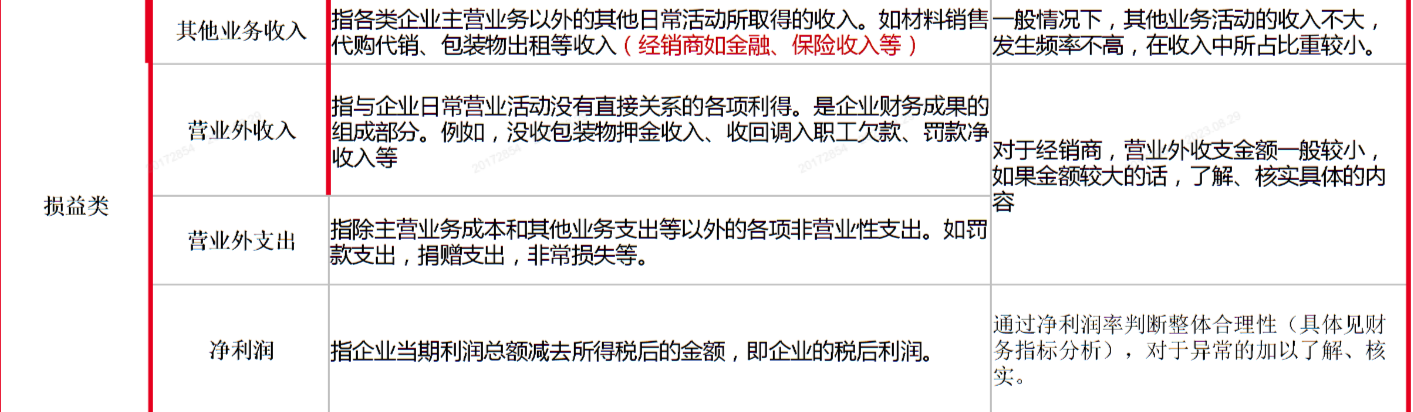 其他业务收入
指各类企业主营业务以外的其他日常活动所取得的收入。如材料销售
代购代销、包装物出租等收入（经销商如金融、保险收入等）
一般情况下，其他业务活动的收入不大，
发生频率不高，在收入中所占比重较小。
损益类
营业外收入
指与企业日常营业活动没有直接关系的各项利得。是企业财务成果的
组成部分。例如，没收包装物押金收入、收回调入职工欠款、罚款净
收入等
对于经销商，营业外收支金额一般较小，
如果金额较大的话，了解、核实具体的内
容
营业外支出
指除主营业务成本和其他业务支出等以外的各项非营业性支出。如罚
款支出，捐赠支出，非常损失等。
净利润
指企业当期利润总额减去所得税后的金额，即企业的税后利润。
通过净利润率判断整体合理性（具体见财
务指标分析），对于异常的加以了解、核
实。
20172854
20172854
20172854
2023.08.29